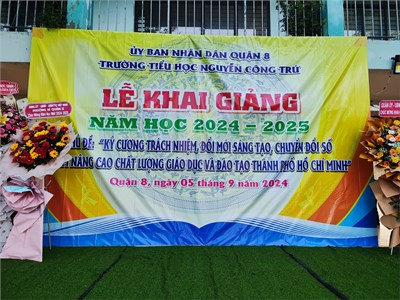 ỦY BAN NHÂN DÂN QUẬN 8
TRƯỜNG TIỂU HỌC NGUYỄN CÔNG TRỨ
LỄ KHAI GIẢNG
NĂM HỌC 2024 - 2025
ĐỀ: "KỶ CƯƠNG TRÁCH NHIỆM, ĐỔI MỚI SÁNG TẠO, CHUYỂN ĐỔI SỐ
NÂNG CAO CHẤT LƯỢNG GIÁO DỤC VÀ ĐÀO TẠO THÀNH PHỐ HỒ CHÍ MINH"
Quận 8, ngày 05 tháng 9 năm 2024